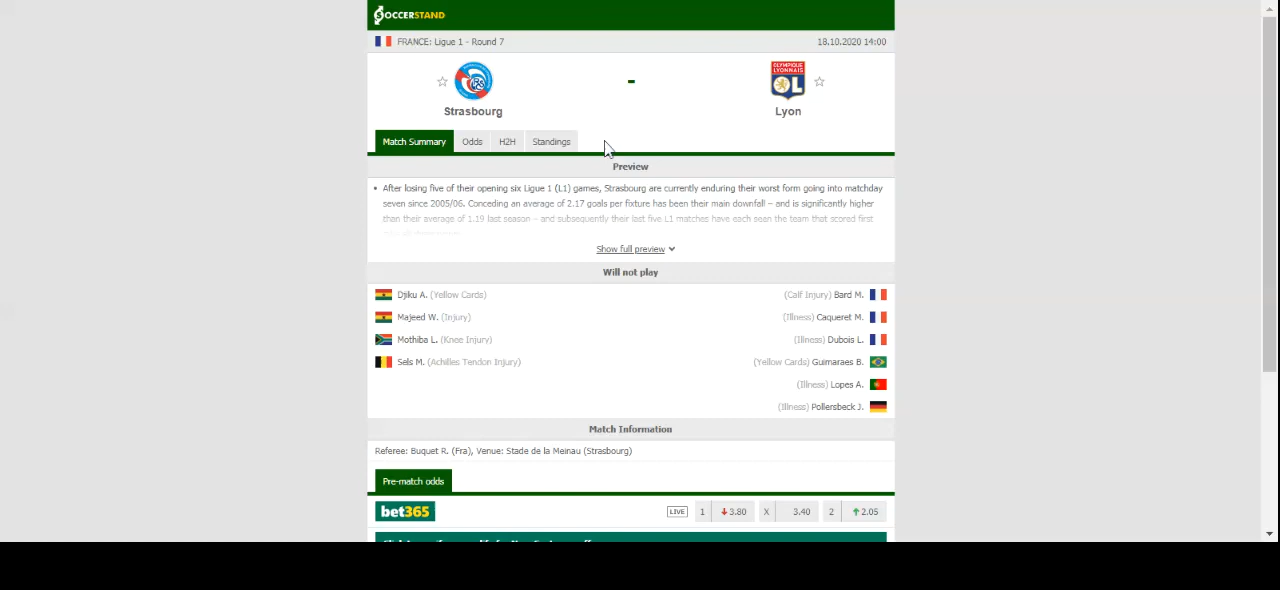 SOCCERSTAND
FRANCE: Ligue 1 - Round 7 18.10.2020 14:00
OLYMPIQUE LYONNAIS
OL
-
Strasbourg Lyon
Match Summary Odds H2H Standings
Preview
• After losing five of their opening six Ligue 1 (L1) games, Strasbourg are currently enduring their worst form going into matchday
seven since 2005/06. Conceding an average of 2.17 goals per fixture has been their main downfall – and is significantly higher
than their average of 1.19 last season – and subsequently their last five L1 matches have each seen the team that scored first
Show full preview
Will not play
Djiku A. (Yellow Cards) (Calf Injury) Bard M.
Majeed W. (Injury) (Illness) Caqueret M.
Mothiba L. (Knee Injury) (Illness) Dubois L.
Sels M. (Achilles Tendon Injury) (Yellow Cards) Guimaraes B.
(Illness) Lopes A.
(Illness) Pollersbeck J.
Match Information
Referee: Buquet R. (Fra), Venue: Stade de la Meinau (Strasbourg)
Pre-match odds
bet365 LIVE 1 3.80 X 3.40 2 2.05